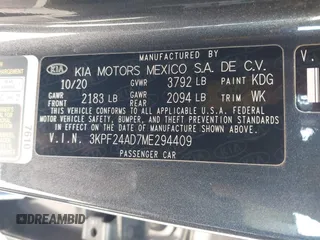 MANUFACTURED BY
KIA KIA MOTORS MEXICO S.A. DE C.V.
10/20 GVWR 3792 LB PAINT KDG
GAWR FRONT 2183 LB GAWR REAR 2094 LB TRIM WK
THIS VEHICLE CONFORMS TO ALL APPLICABLE U.S. FEDERAL
MOTOR VEHICLE SAFETY, BUMPER, AND THEFT PREVENTION
STANDARDS IN EFFECT ON THE DATE OF MANUFACTURE
SHOWN ABOVE. PASSENGER CAR
V.I.N. 3KPF24AD7ME294409
DREAMBID